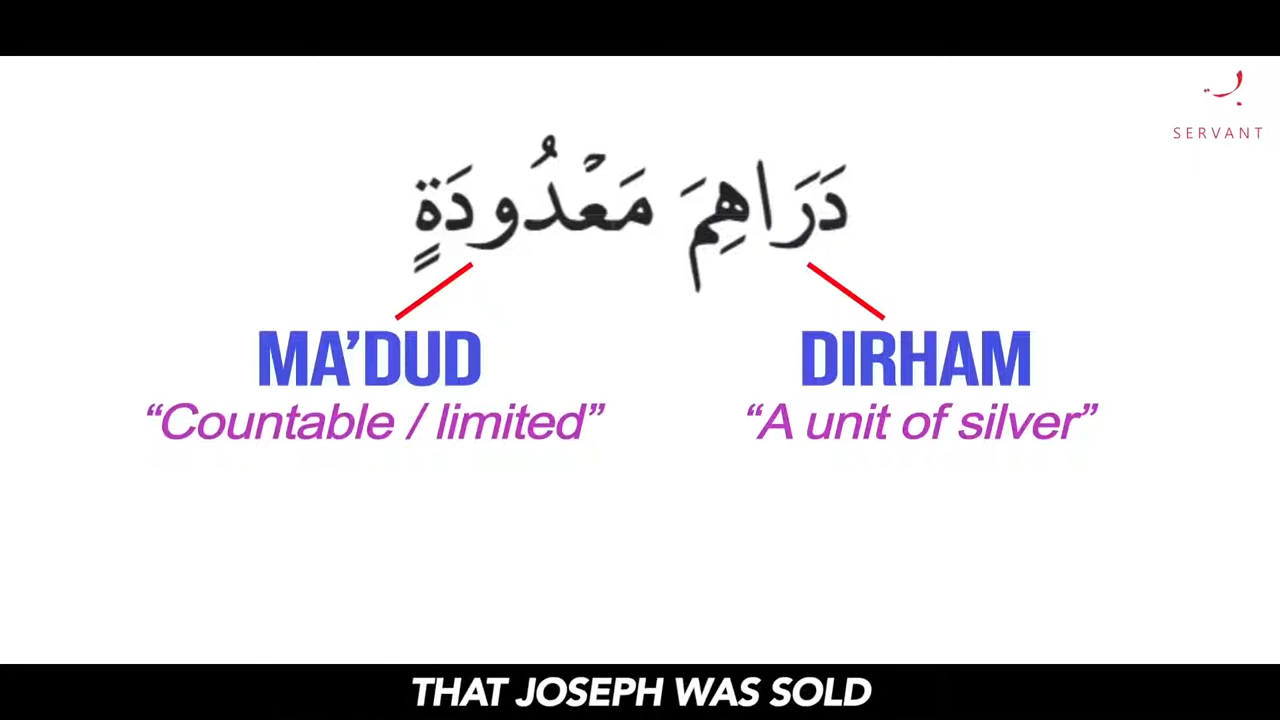 SERVANT
دَرَاهِمَ مَعْدُودَةٍ
MA’DUD
“Countable / limited”
DIRHAM
“A unit of silver”
THAT JOSEPH WAS SOLD